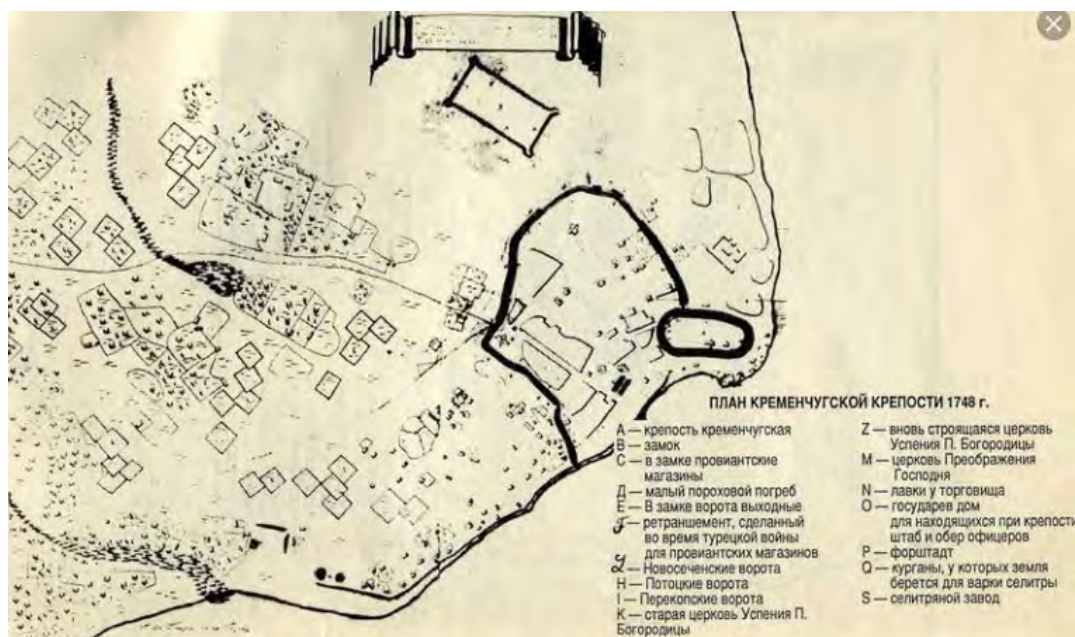 ПЛАН КРЕМЕНЧУГСКОЙ КРЕПОСТИ 1748 г.
А — крепость кременчугская
В — замок
С — в замке провиантские
магазины
Д — малый пороховой погреб
Е — В замке ворота выходные
— ретраншемент, сделанный
во время турецкой войны
для провиантских магазинов
— Новосеченские ворота
Н — Потоцкие ворота
I — Перекопские ворота
К — старая церковь Успения П.
Богородицы
Z — вновь строящаяся церковь
Успения П. Богородицы
М — церковь Преображения
Господня
N — лавки у торговища
О — государев дом
для находящихся при крепости
штаб и обер офицеров
Р — форштадт
Q — курганы, у которых земля
берется для варки селитры
S — селитряной завод